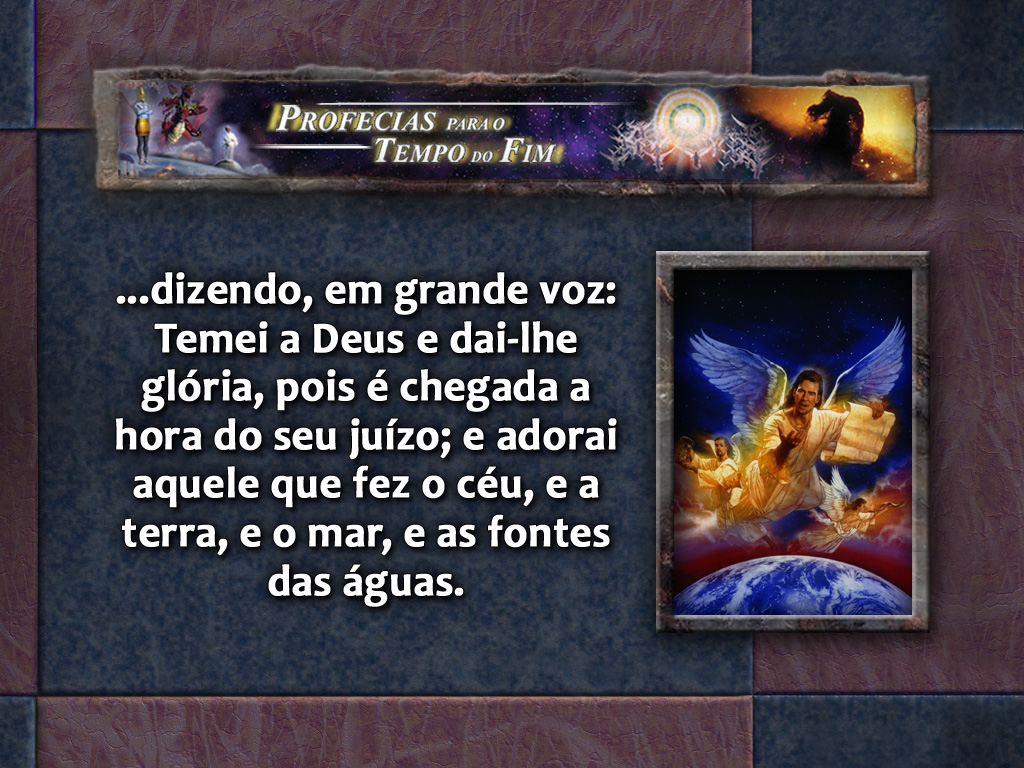 PROFECIAS PARA O
TEMPO DO FIM
...dizendo, em grande voz:
Temei a Deus e dai-lhe
glória, pois é chegada a
hora do seu juízo; e adorai
aquele que fez o céu, e a
terra, e o mar, e as fontes
das águas.